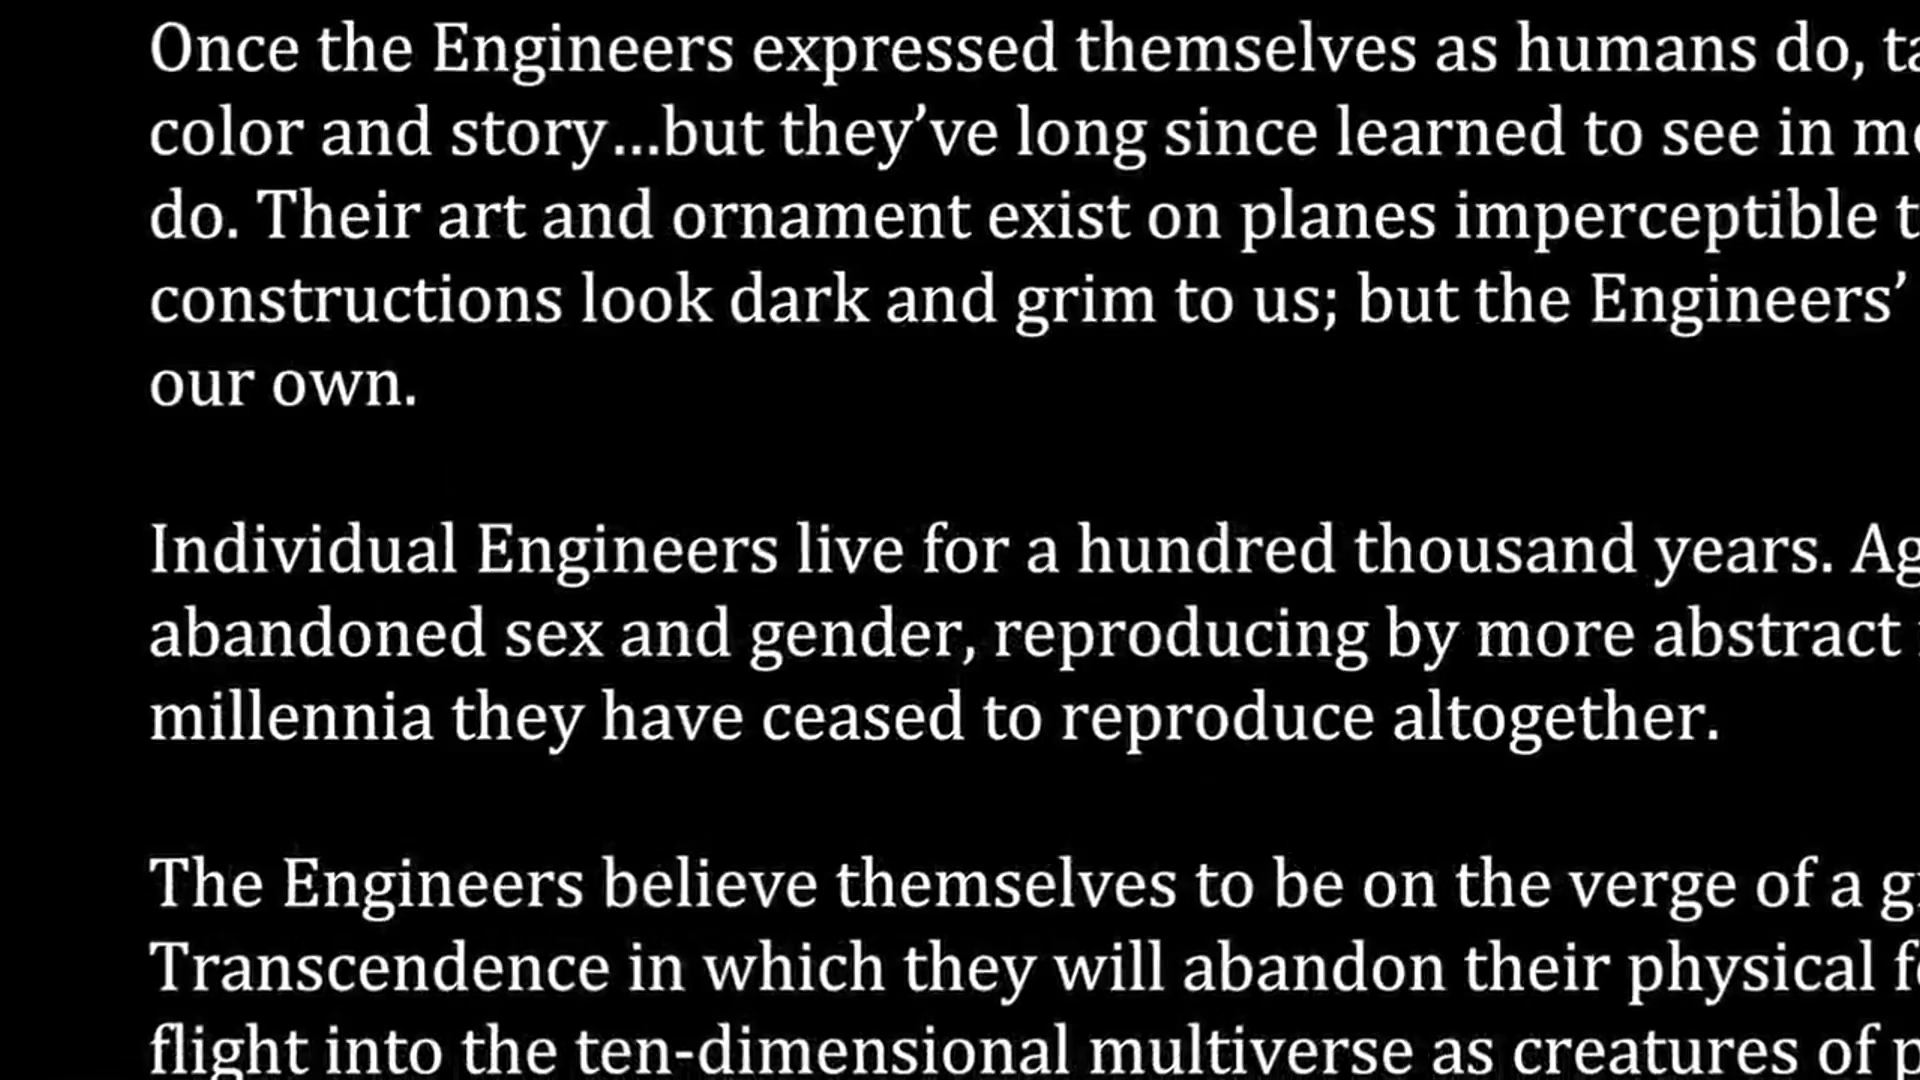 Once the Engineers expressed themselves as humans do,
color and story...but they've long since learned to see in
do. Their art and ornament exist on planes imperceptible
constructions look dark and grim to us; but the Engineers'
our own.
Individual Engineers live for a hundred thousand years.
abandoned sex and gender, reproducing by more abstract
millennia they have ceased to reproduce altogether.
The Engineers believe themselves to be on the verge of a
Transcendence in which they will abandon their physical
flight into the ten-dimensional multiverse as creatures of